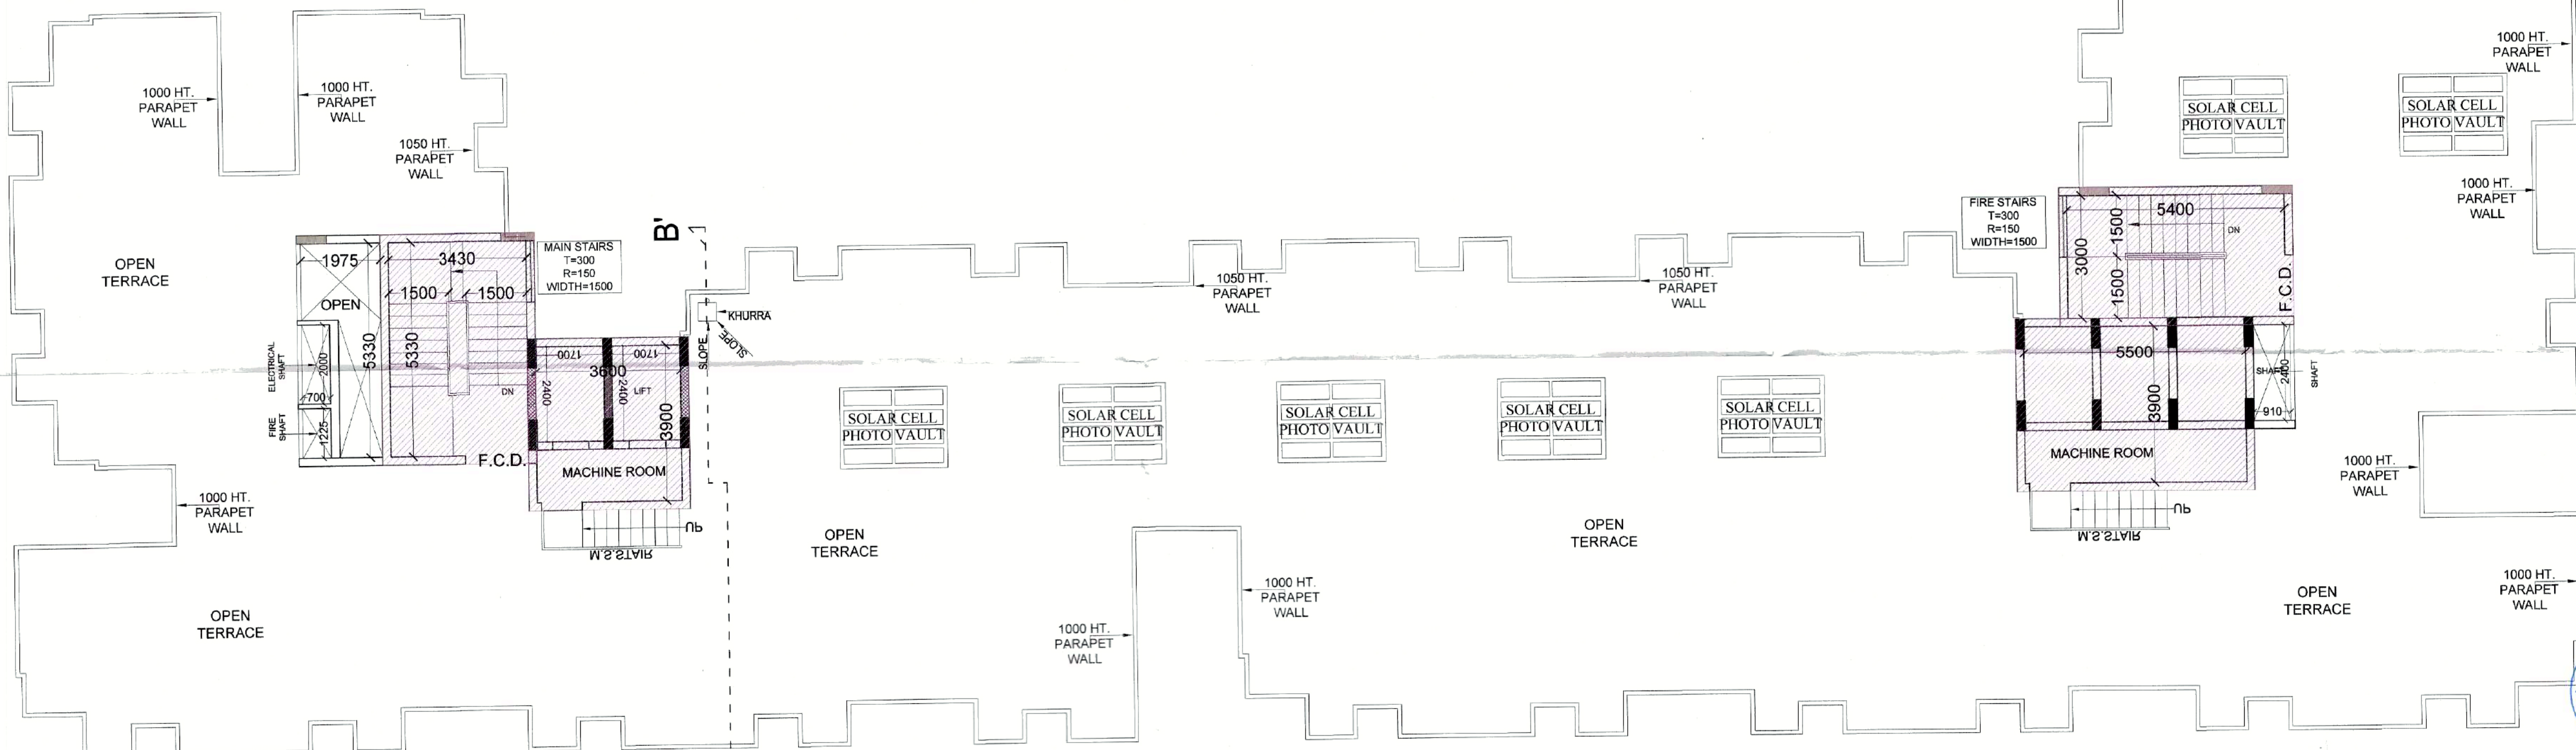 1000 HT.
PARAPET
WALL
1000 HT.
PARAPET
WALL
1050 HT.
PARAPET
WALL
OPEN
TERRACE
1975
OPEN
3430
1500
1500
5330
5330
ELECTRICAL
SHAFT
2000
700
FIRE
SHAFT
1225
DN
F.C.D.
MAIN STAIRS
T=300
R=150
WIDTH=1500
B'
KHURRA
SLOPE
SLOPE
1700
1700
3600
2400
2400
LIFT
3900
MACHINE ROOM
UP
M.S.STAIR
1000 HT.
PARAPET
WALL
OPEN
TERRACE
1050 HT.
PARAPET
WALL
1050 HT.
PARAPET
WALL
SOLAR CELL
PHOTO VAULT
SOLAR CELL
PHOTO VAULT
SOLAR CELL
PHOTO VAULT
SOLAR CELL
PHOTO VAULT
SOLAR CELL
PHOTO VAULT
OPEN
TERRACE
OPEN
TERRACE
1000 HT.
PARAPET
WALL
1000 HT.
PARAPET
WALL
FIRE STAIRS
T=300
R=150
WIDTH=1500
5400
1500
3000
1500
DN
F.C.D.
5500
3900
SHAFT
2400
SHAFT
910
MACHINE ROOM
UP
M.S.STAIR
SOLAR CELL
PHOTO VAULT
SOLAR CELL
PHOTO VAULT
1000 HT.
PARAPET
WALL
1000 HT.
PARAPET
WALL
1000 HT.
PARAPET
WALL
1000 HT.
PARAPET
WALL
OPEN
TERRACE